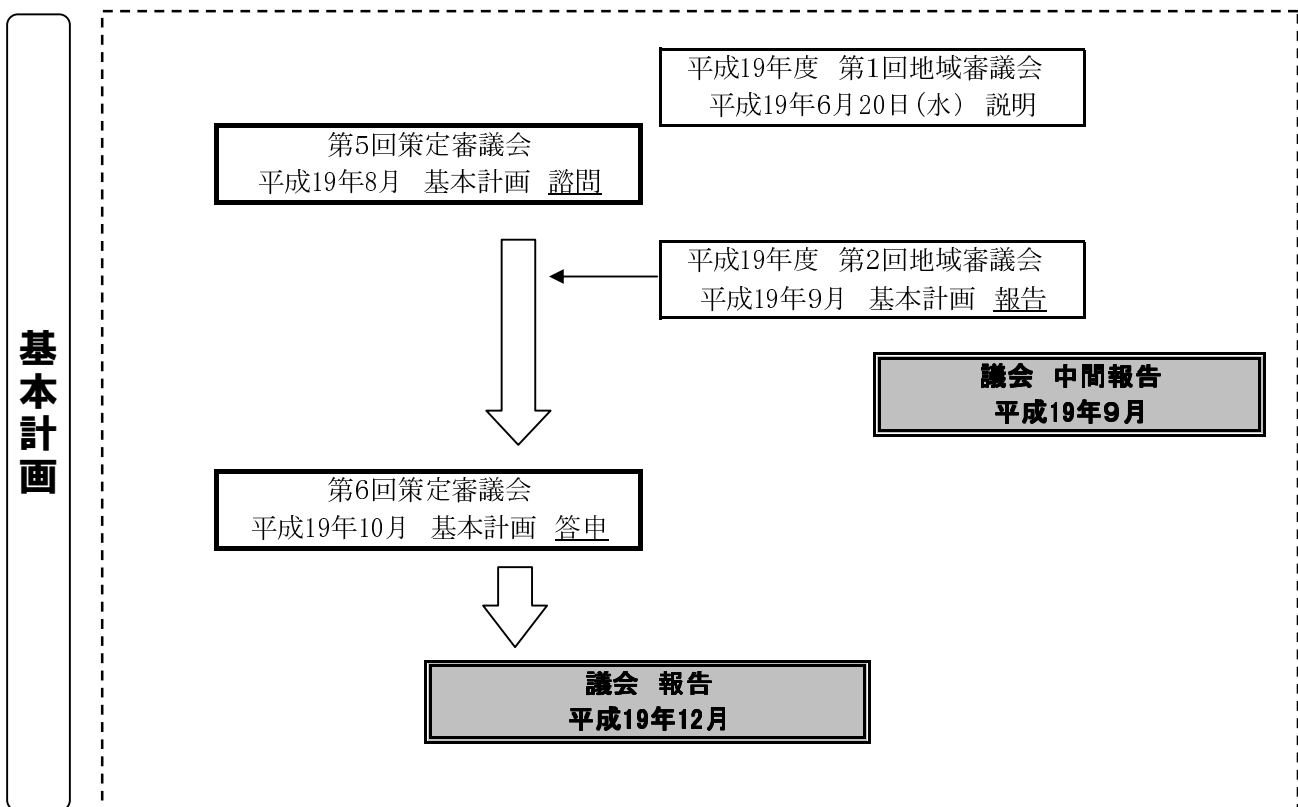 基本計画
平成19年度 第1回地域審議会
平成19年6月20日(水) 説明
第5回策定審議会
平成19年8月 基本計画 諮問
平成19年度 第2回地域審議会
平成19年9月 基本計画 報告
議会 中間報告
平成19年9月
第6回策定審議会
平成19年10月 基本計画 答申
議会 報告
平成19年12月